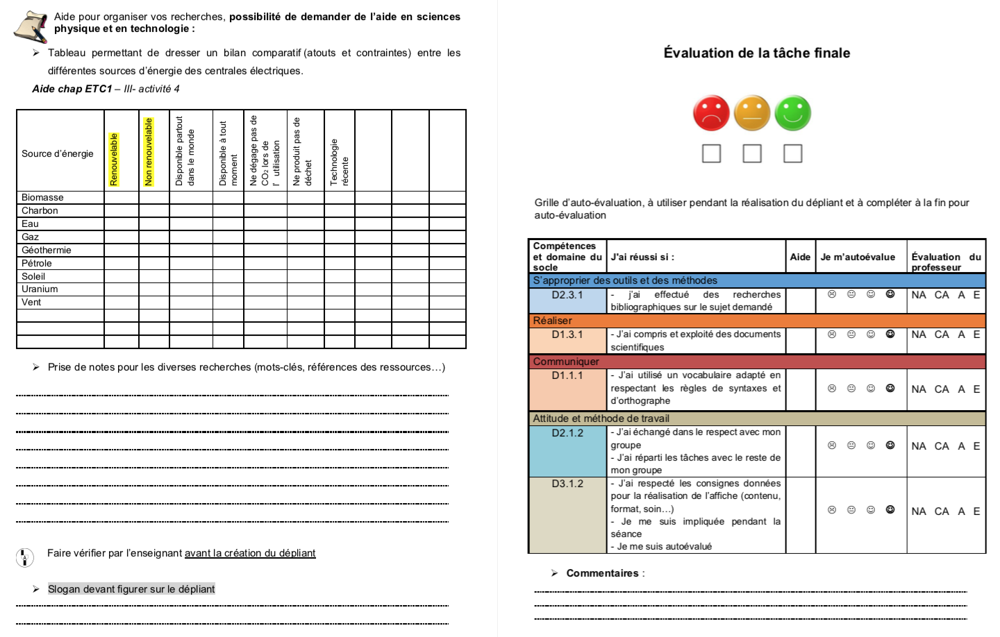 Aide pour organiser vos recherches, possibilité de demander de l'aide en sciences
physique et en technologie :
➢ Tableau permettant de dresser un bilan comparatif (atouts et contraintes) entre les
différentes sources d'énergie des centrales électriques.
Aide chap ETC1 – III- activité 4
Source d'énergie
Renouvelable
Non renouvelable
Disponible partout
dans le monde
Disponible à tout
moment
Ne dégage pas de
CO2 lors de
l' utilisation
Ne produit pas de
déchet
Technologie
récente
Biomasse
Charbon
Eau
Gaz
Géothermie
Pétrole
Soleil
Uranium
Vent
➢ Prise de notes pour les diverses recherches (mots-clés, références des ressources…)
Faire vérifier par l'enseignant avant la création du dépliant
➢ Slogan devant figurer sur le dépliant
Évaluation de la tâche finale
Grille d'auto-évaluation, à utiliser pendant la réalisation du dépliant et à compléter à la fin pour
auto-évaluation
Compétences
et domaine du
socle
J'ai réussi si :
Aide
Je m'autoévalue
Évaluation du
professeur
S'approprier des outils et des méthodes
D2.3.1
- j'ai effectué des recherches
bibliographiques sur le sujet demandé
NA CA A E
Réaliser
D1.3.1
- J'ai compris et exploité des documents
scientifiques
NA CA A E
Communiquer
D1.1.1
- J'ai utilisé un vocabulaire adapté en
respectant les règles de syntaxes et
d'orthographe
NA CA A E
Attitude et méthode de travail
D2.1.2
- J'ai échangé dans le respect avec mon
groupe
- J'ai réparti les tâches avec le reste de
mon groupe
NA CA A E
D3.1.2
- J'ai respecté les consignes données
pour la réalisation de l'affiche (contenu,
format, soin…)
- Je me suis impliquée pendant la
séance
- Je me suis autoévalué
NA CA A E
➢ Commentaires :